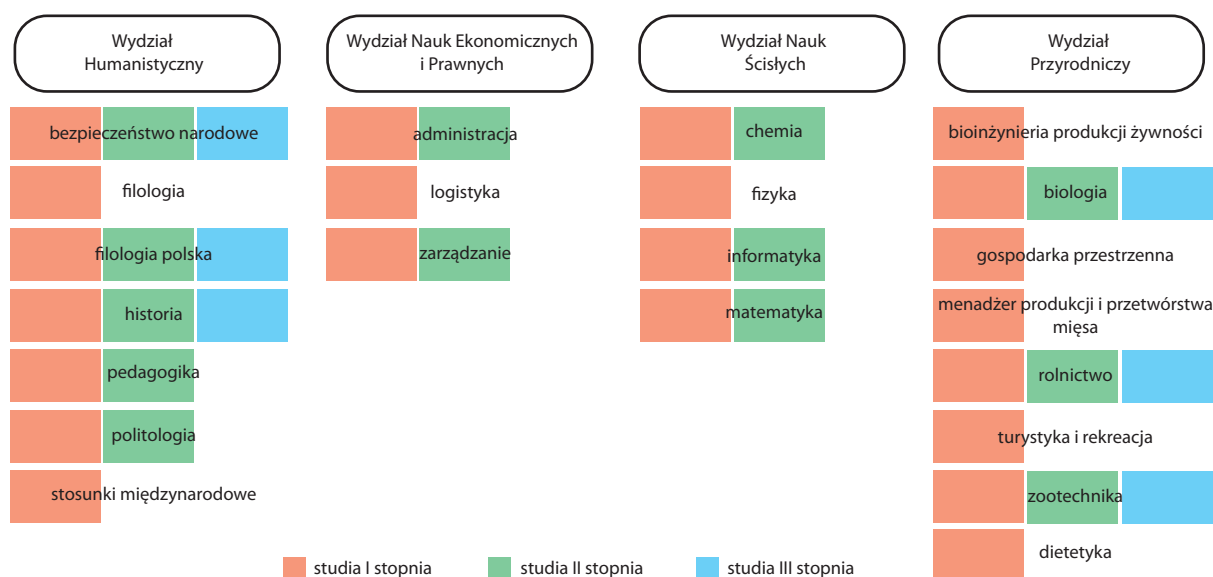 Wydział
Humanistyczny
bezpieczeństwo narodowe
filologia
filologia polska
historia
pedagogika
politologia
stosunki międzynarodowe
Wydział Nauk Ekonomicznych
i Prawnych
administracja
logistyka
zarządzanie
Wydział Nauk
Ścisłych
chemia
fizyka
informatyka
matematyka
Wydział
Przyrodniczy
bioinżynieria produkcji żywności
biologia
gospodarka przestrzenna
menadżer produkcji i przetwórstwa
mięsa
rolnictwo
turystyka i rekreacja
zootechnika
dietetyka
studia I stopnia
studia II stopnia
studia III stopnia